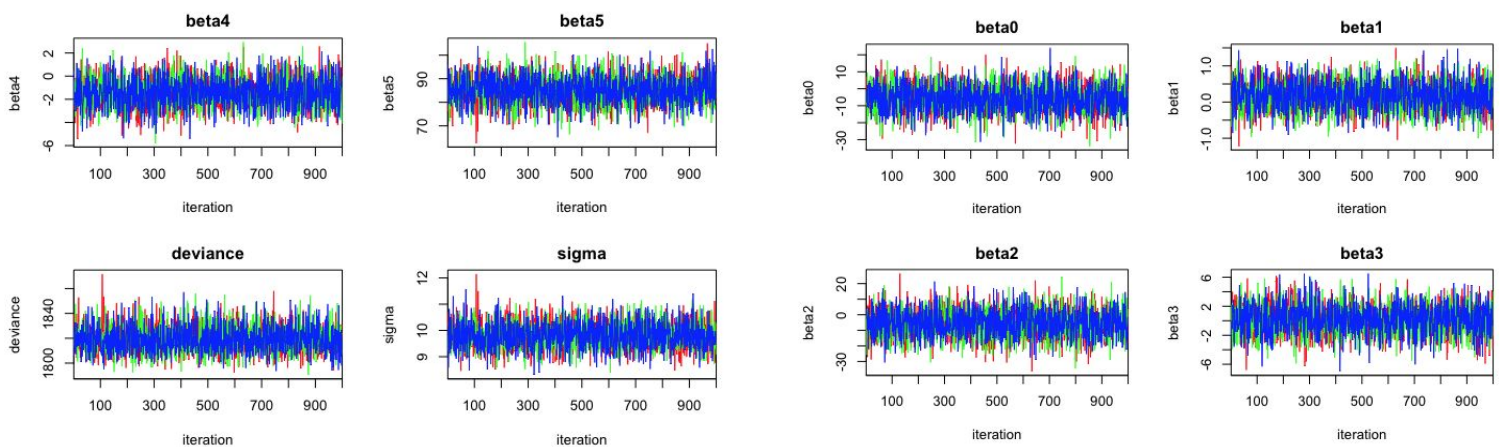 beta4
beta4
2
0
-2
-6
100 300 500 700 900
iteration
beta5
beta5
90
70
100 300 500 700 900
iteration
beta0
beta0
10
-10
-30
100 300 500 700 900
iteration
beta1
beta1
1.0
0.0
-1.0
100 300 500 700 900
iteration
deviance
deviance
1840
1800
100 300 500 700 900
iteration
sigma
sigma
12
10
9
100 300 500 700 900
iteration
beta2
beta2
20
0
-30
100 300 500 700 900
iteration
beta3
beta3
6
2
-2
-6
100 300 500 700 900
iteration